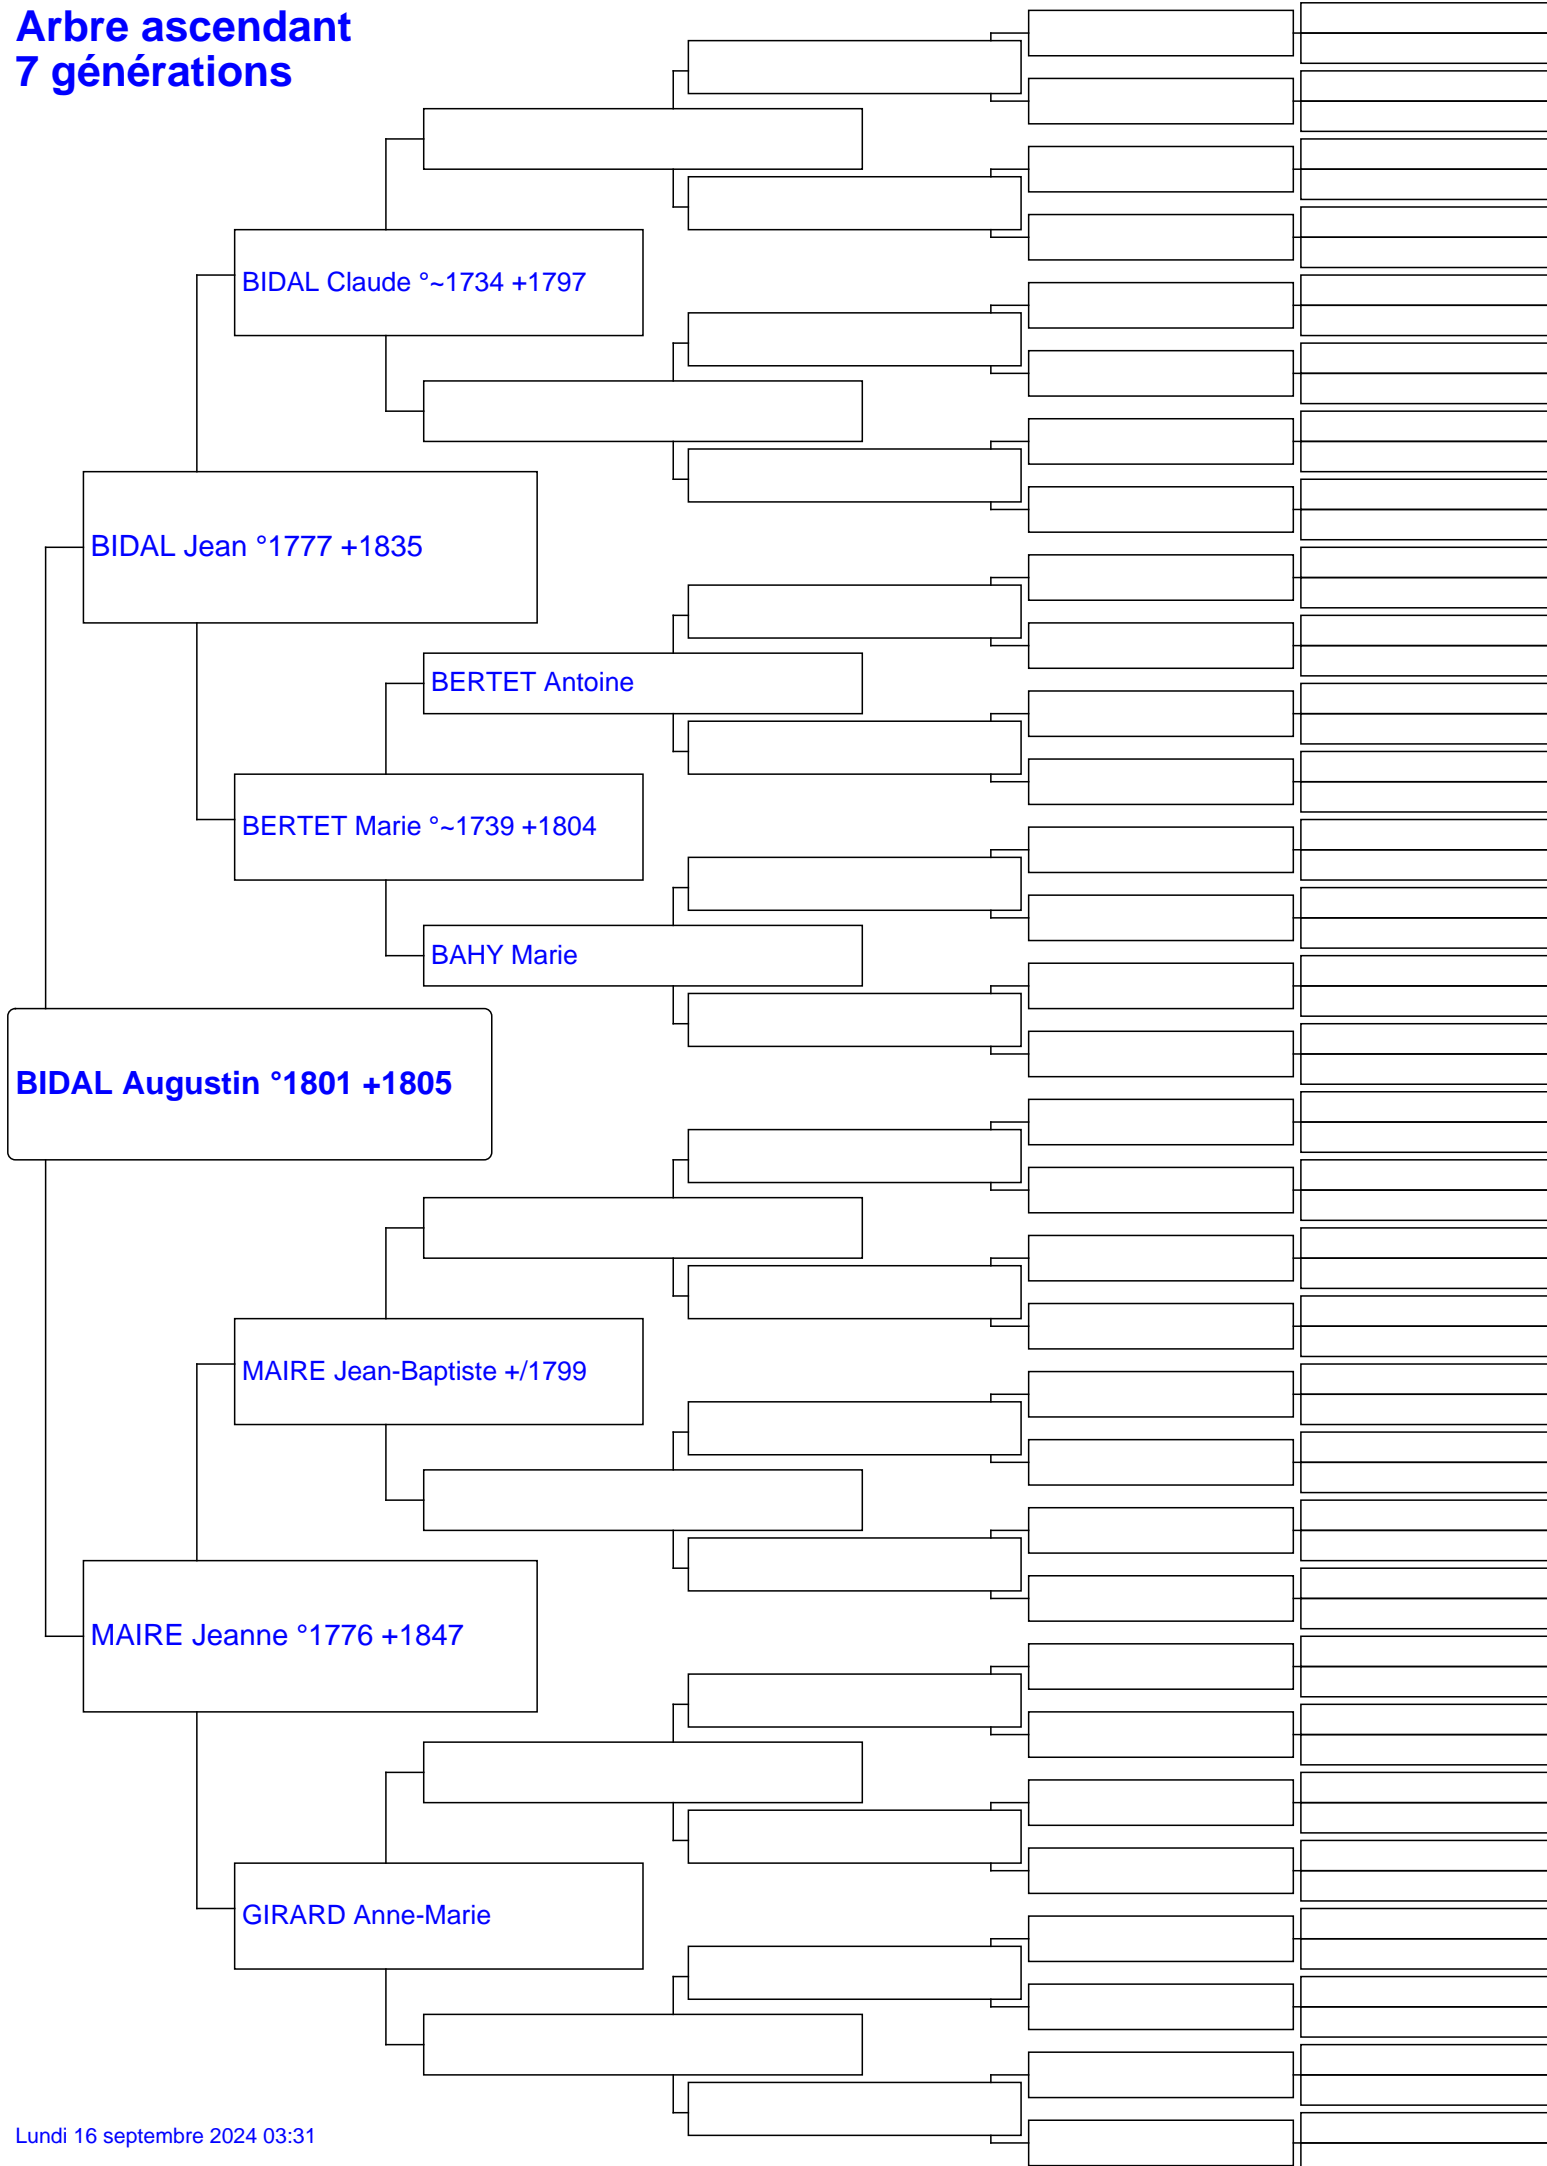 Arbre ascendant
7 générations
BIDAL Claude °~1734 +1797
BIDAL Jean °1777 +1835
BERTET Antoine
BERTET Marie °~1739 +1804
BAHY Marie
BIDAL Augustin °1801 +1805
MAIRE Jean-Baptiste +/1799
MAIRE Jeanne °1776 +1847
GIRARD Anne-Marie
Lundi 16 septembre 2024 03:31